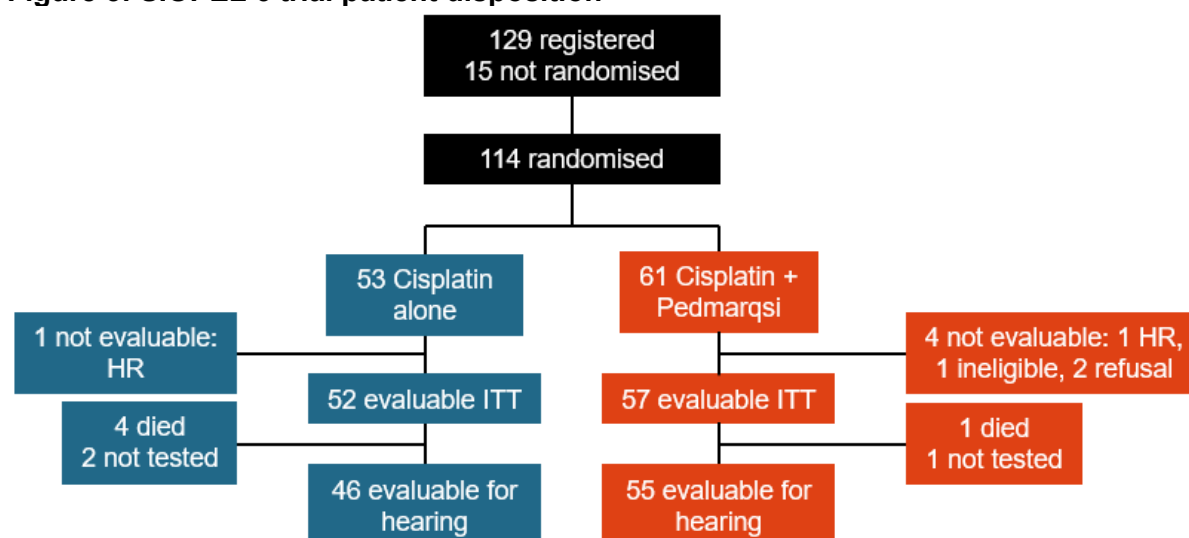 129 registered
15 not randomised
114 randomised
53 Cisplatin
alone
61 Cisplatin +
Pedmarqsi
1 not evaluable:
HR
4 not evaluable: 1 HR,
1 ineligible, 2 refusal
52 evaluable ITT
57 evaluable ITT
4 died
2 not tested
1 died
1 not tested
46 evaluable for
hearing
55 evaluable for
hearing